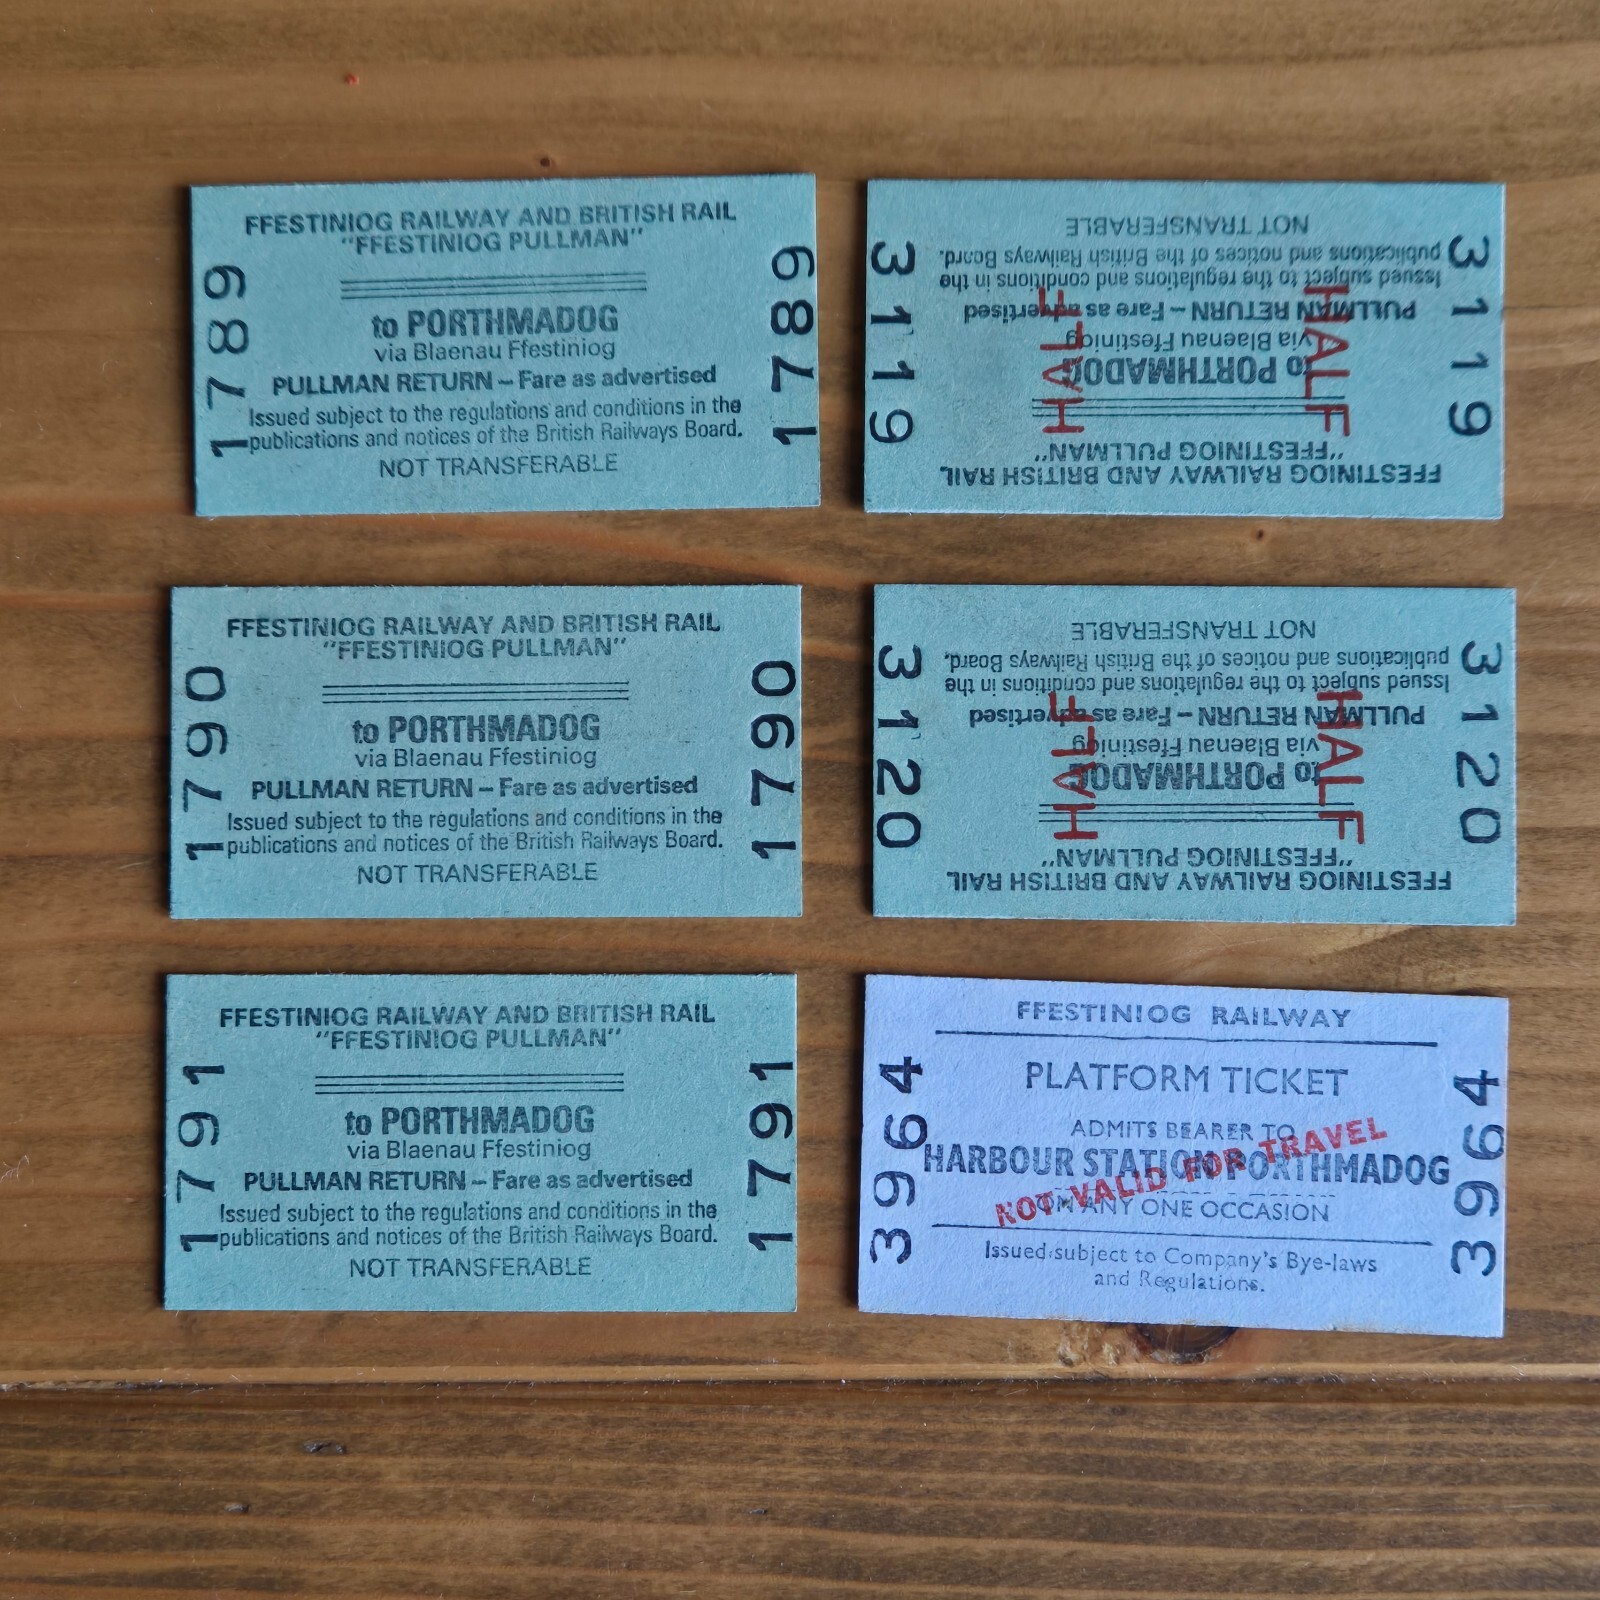 FFESTINIOG RAILWAY AND BRITISH RAIL
"FFESTINIOG PULLMAN"
to PORTHMADOG
via Blaenau Ffestiniog
PULLMAN RETURN – Fare as advertised
Issued subject to the regulations and conditions in the
publications and notices of the British Railways Board.
NOT TRANSFERABLE
1789
1789
FFESTINIOG RAILWAY AND BRITISH RAIL
"FFESTINIOG PULLMAN"
to PORTHMADOG
via Blaenau Ffestiniog
PULLMAN RETURN – Fare as advertised
Issued subject to the regulations and conditions in the
publications and notices of the British Railways Board.
NOT TRANSFERABLE
HALF
HALF
3119
3119
FFESTINIOG RAILWAY AND BRITISH RAIL
"FFESTINIOG PULLMAN"
to PORTHMADOG
via Blaenau Ffestiniog
PULLMAN RETURN – Fare as advertised
Issued subject to the regulations and conditions in the
publications and notices of the British Railways Board.
NOT TRANSFERABLE
1790
1790
FFESTINIOG RAILWAY AND BRITISH RAIL
"FFESTINIOG PULLMAN"
to PORTHMADOG
via Blaenau Ffestiniog
PULLMAN RETURN – Fare as advertised
Issued subject to the regulations and conditions in the
publications and notices of the British Railways Board.
NOT TRANSFERABLE
HALF
HALF
3120
3120
FFESTINIOG RAILWAY AND BRITISH RAIL
"FFESTINIOG PULLMAN"
to PORTHMADOG
via Blaenau Ffestiniog
PULLMAN RETURN – Fare as advertised
Issued subject to the regulations and conditions in the
publications and notices of the British Railways Board.
NOT TRANSFERABLE
1791
1791
FFESTINIOG RAILWAY
PLATFORM TICKET
ADMITS BEARER TO
HARBOUR STATION PORTHMADOG
ON ANY ONE OCCASION
Issued subject to Company's Bye-laws
and Regulations.
NOT VALID FOR TRAVEL
3964
3964